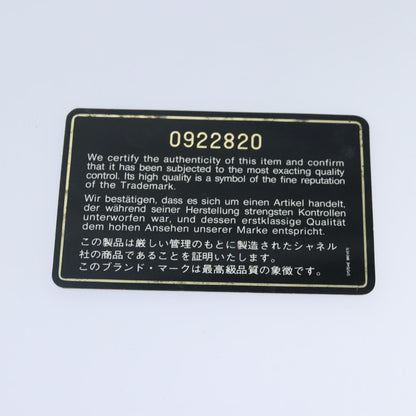 0922820
We certify the authenticity of this item and confirm
that it has been subjected to the most exacting quality
control. Its high quality is a symbol of the fine reputation
of the Trademark.
Wir bestätigen, dass es sich um einen Artikel handelt,
der während seiner Herstellung strengsten Kontrollen
unterworfen war, und dessen erstklassige Qualität
dem hohen Ansehen unserer Marke entspricht.
この製品は厳しい管理のもとに製造されたシャネル
社の商品であることを証明いたします。
このブランド・マークは最高級品質の象徴です。